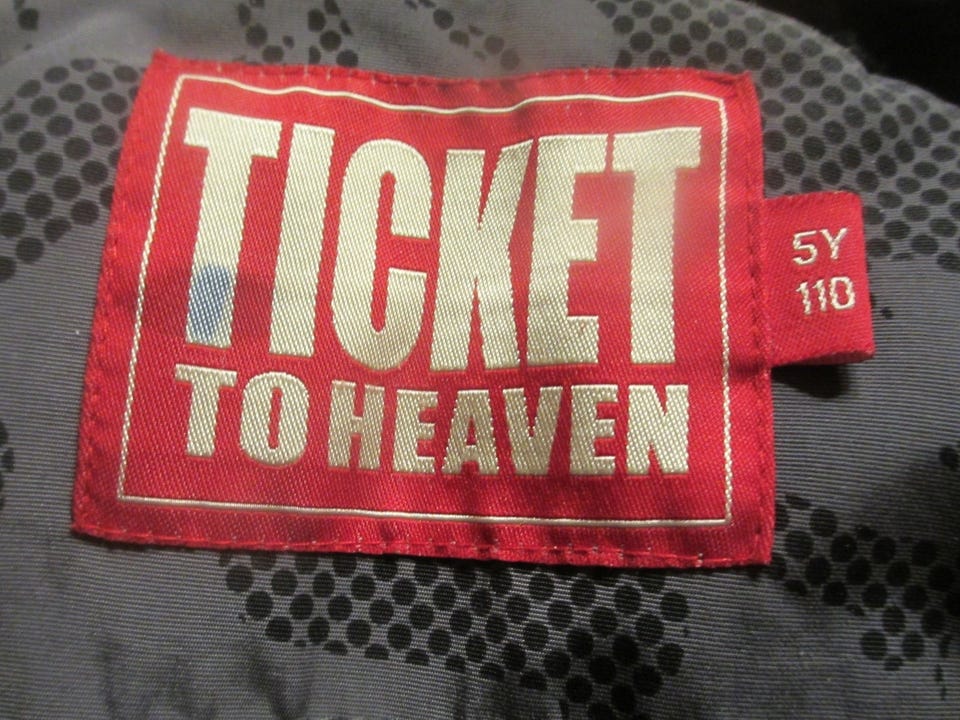 TICKET
TO HEAVEN
5Y
110